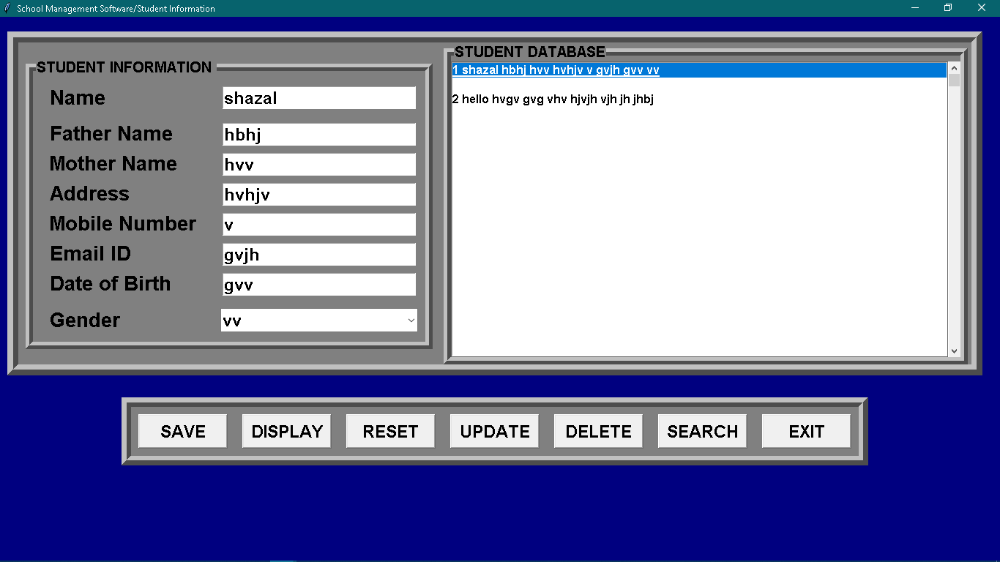 School Management Software/Student Information
STUDENT INFORMATION
Name shazal
Father Name hbhj
Mother Name hvv
Address hvhjv
Mobile Number v
Email ID gvjh
Date of Birth gvv
Gender vv
STUDENT DATABASE
1 shazal hbhj hvv hvhjv v gvjh gvv vv
2 hello hvgv gvg vhv hjvjh vjh jh jhbj
SAVE DISPLAY RESET UPDATE DELETE SEARCH EXIT